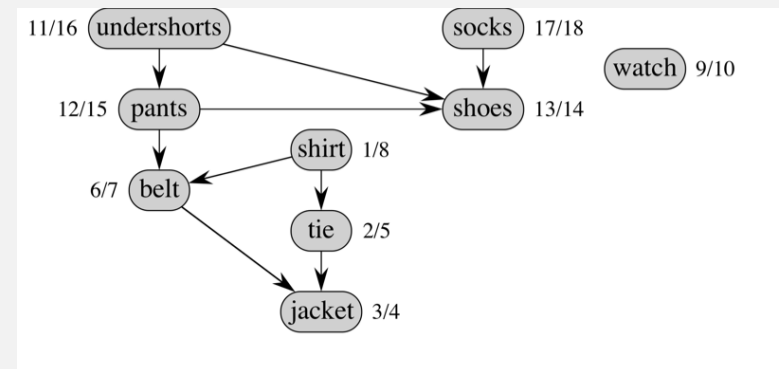 11/16 undershorts socks 17/18
watch 9/10
12/15 pants shoes 13/14
shirt 1/8
6/7 belt
tie 2/5
jacket 3/4